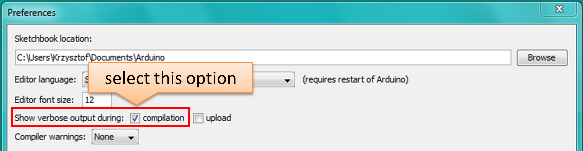 Preferences
Sketchbook location:
C:\Users\Krzysztof\Documents\Arduino Browse
select this option
Editor language: (requires restart of Arduino)
Editor font size: 12
Show verbose output during: compilation upload
Compiler warnings: None